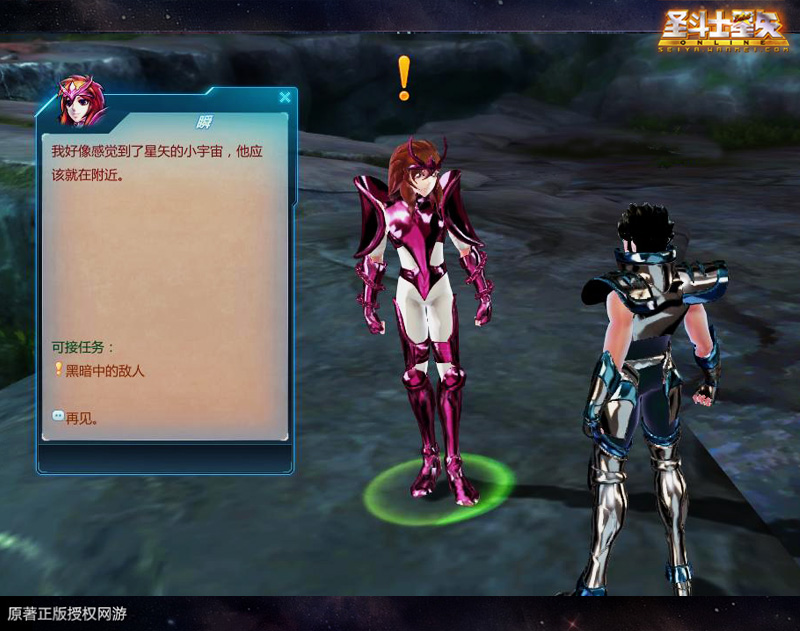 圣斗士星矢
ONLINE
SEIYA.WANMEI.COM
瞬
我好像感觉到了星矢的小宇宙，他应
该就在附近。
可接任务：
黑暗中的敌人
再见。
原著正版授权网游